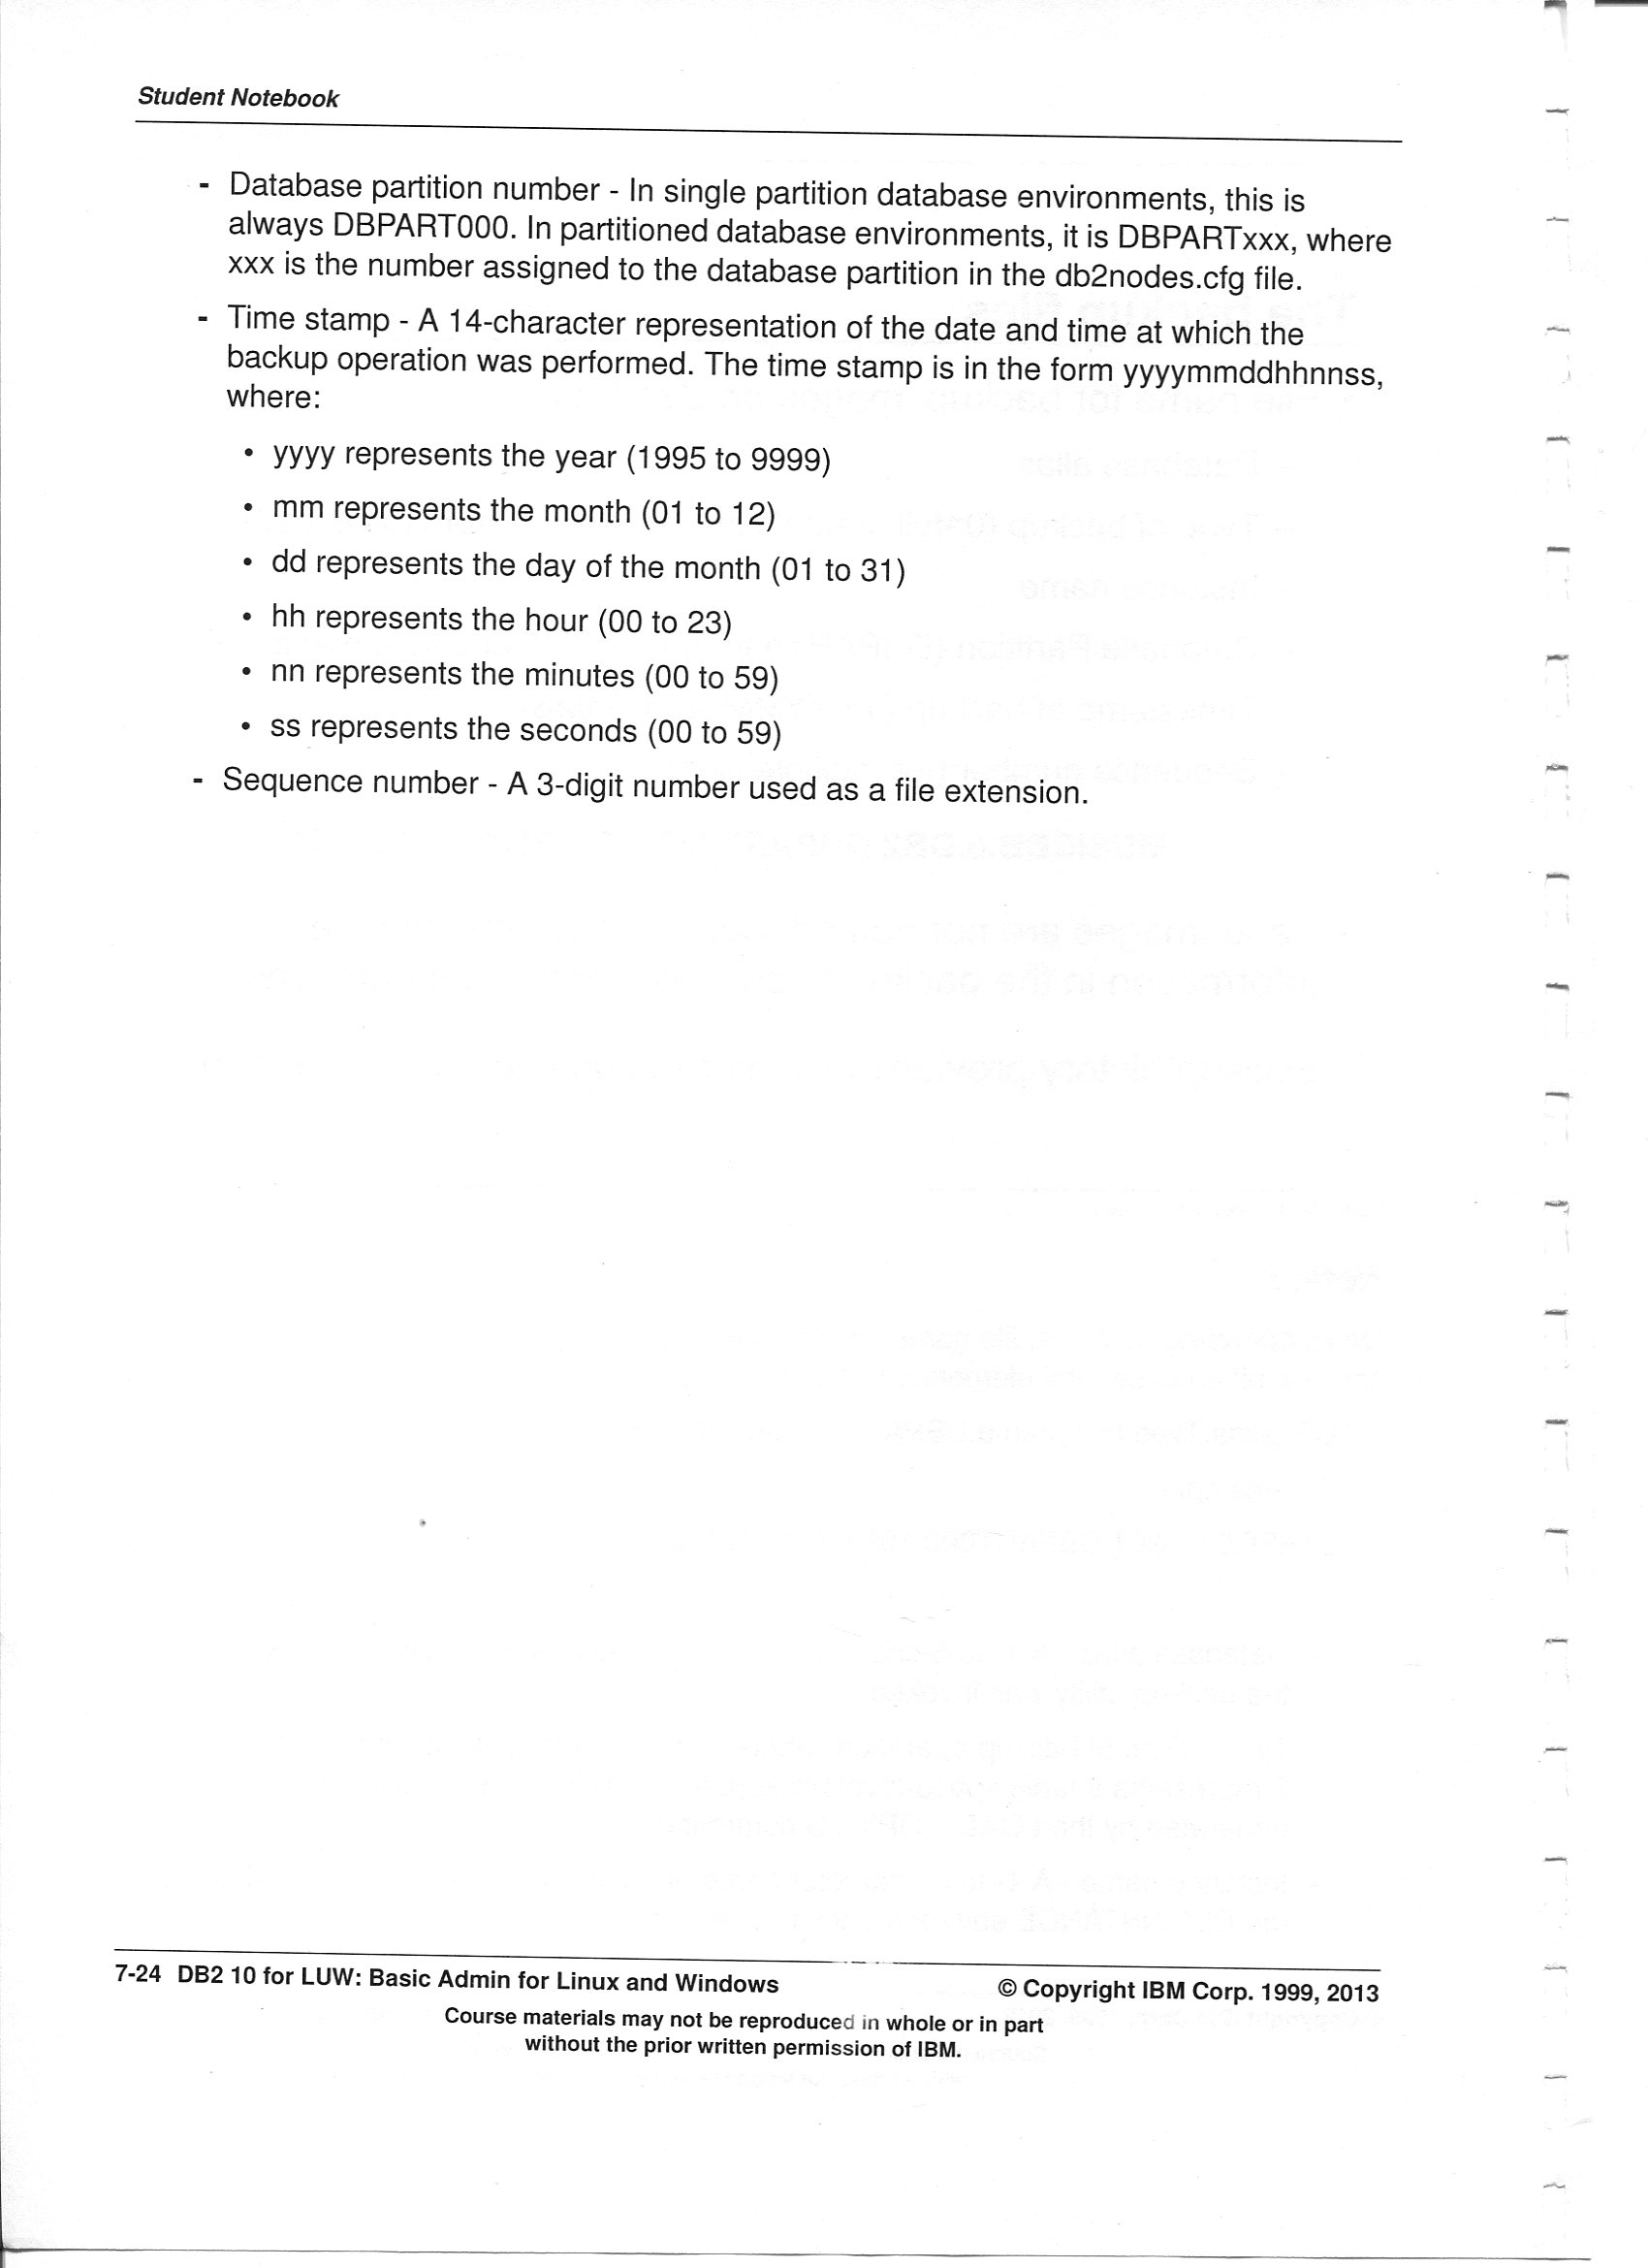 Student Notebook
- Database partition number - In single partition database environments, this is
always DBPART000. In partitioned database environments, it is DBPARTxxx, where
xxx is the number assigned to the database partition in the db2nodes.cfg file.
- Time stamp - A 14-character representation of the date and time at which the
backup operation was performed. The time stamp is in the form yyyymmddhhnnss,
where:
• yyyy represents the year (1995 to 9999)
• mm represents the month (01 to 12)
• dd represents the day of the month (01 to 31)
• hh represents the hour (00 to 23)
• nn represents the minutes (00 to 59)
• ss represents the seconds (00 to 59)
- Sequence number - A 3-digit number used as a file extension.
7-24 DB2 10 for LUW: Basic Admin for Linux and Windows © Copyright IBM Corp. 1999, 2013
Course materials may not be reproduced in whole or in part
without the prior written permission of IBM.